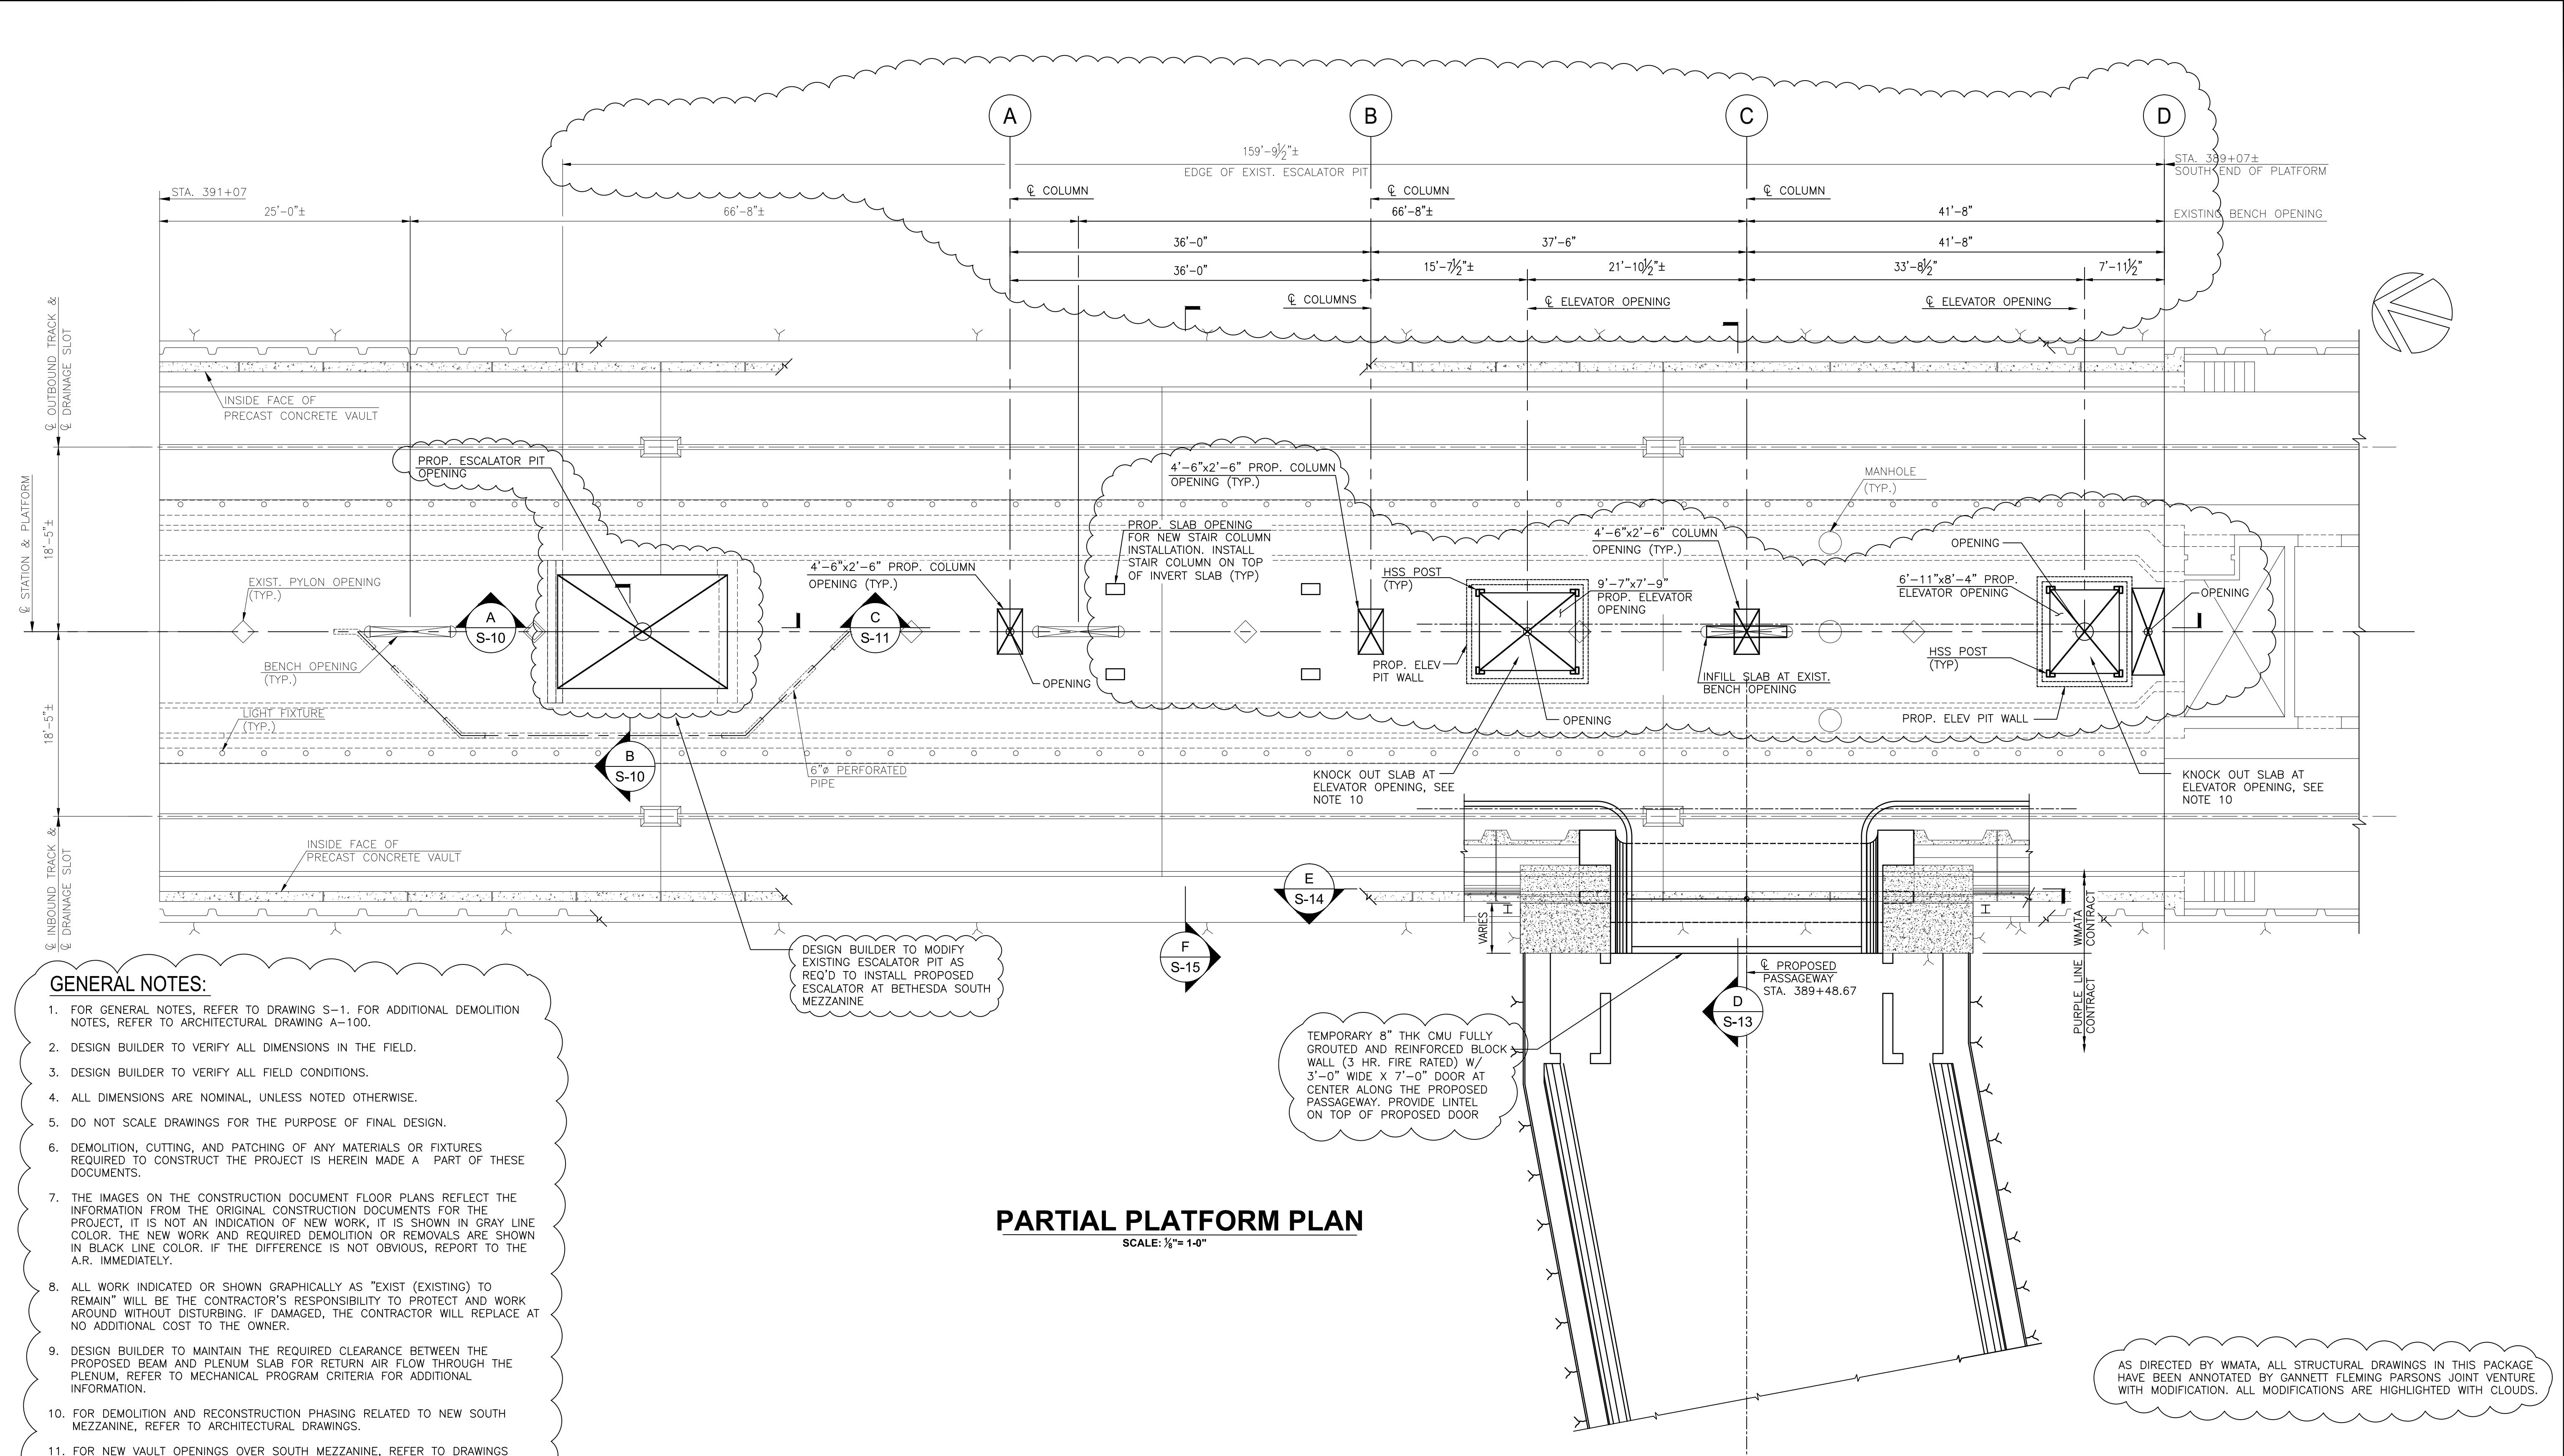 A
B
C
D
159'-9½"±
EDGE OF EXIST. ESCALATOR PIT
STA. 389+07±
SOUTH END OF PLATFORM
STA. 391+07
℄ COLUMN
℄ COLUMN
℄ COLUMN
25'-0"±
66'-8"±
66'-8"±
41'-8"
EXISTING BENCH OPENING
36'-0"
37'-6"
41'-8"
36'-0"
15'-7½"±
21'-10½"±
33'-8½"
7'-11½"
℄ COLUMNS
℄ ELEVATOR OPENING
℄ ELEVATOR OPENING
℄ OUTBOUND TRACK &
℄ DRAINAGE SLOT
INSIDE FACE OF
PRECAST CONCRETE VAULT
℄ STATION & PLATFORM
18'-5"±
18'-5"±
PROP. ESCALATOR PIT
OPENING
4'-6"x2'-6" PROP. COLUMN
OPENING (TYP.)
MANHOLE
(TYP.)
PROP. SLAB OPENING
FOR NEW STAIR COLUMN
INSTALLATION. INSTALL
STAIR COLUMN ON TOP
OF INVERT SLAB (TYP)
4'-6"x2'-6" COLUMN
OPENING (TYP.)
OPENING
EXIST. PYLON OPENING
(TYP.)
4'-6"x2'-6" PROP. COLUMN
OPENING (TYP.)
HSS POST
(TYP)
9'-7"x7'-9"
PROP. ELEVATOR
OPENING
6'-11"x8'-4" PROP.
ELEVATOR OPENING
OPENING
A
S-10
C
S-11
BENCH OPENING
(TYP.)
OPENING
PROP. ELEV
PIT WALL
INFILL SLAB AT EXIST.
BENCH OPENING
HSS POST
(TYP)
LIGHT FIXTURE
(TYP.)
OPENING
PROP. ELEV PIT WALL
B
S-10
6"ø PERFORATED
PIPE
KNOCK OUT SLAB AT
ELEVATOR OPENING, SEE
NOTE 10
KNOCK OUT SLAB AT
ELEVATOR OPENING, SEE
NOTE 10
℄ INBOUND TRACK &
℄ DRAINAGE SLOT
INSIDE FACE OF
PRECAST CONCRETE VAULT
E
S-14
F
S-15
VARIES
WMATA
CONTRACT
PURPLE LINE
CONTRACT
DESIGN BUILDER TO MODIFY
EXISTING ESCALATOR PIT AS
REQ'D TO INSTALL PROPOSED
ESCALATOR AT BETHESDA SOUTH
MEZZANINE
℄ PROPOSED
PASSAGEWAY
STA. 389+48.67
D
S-13
TEMPORARY 8" THK CMU FULLY
GROUTED AND REINFORCED BLOCK
WALL (3 HR. FIRE RATED) W/
3'-0" WIDE X 7'-0" DOOR AT
CENTER ALONG THE PROPOSED
PASSAGEWAY. PROVIDE LINTEL
ON TOP OF PROPOSED DOOR
GENERAL NOTES:
1. FOR GENERAL NOTES, REFER TO DRAWING S-1. FOR ADDITIONAL DEMOLITION
NOTES, REFER TO ARCHITECTURAL DRAWING A-100.
2. DESIGN BUILDER TO VERIFY ALL DIMENSIONS IN THE FIELD.
3. DESIGN BUILDER TO VERIFY ALL FIELD CONDITIONS.
4. ALL DIMENSIONS ARE NOMINAL, UNLESS NOTED OTHERWISE.
5. DO NOT SCALE DRAWINGS FOR THE PURPOSE OF FINAL DESIGN.
6. DEMOLITION, CUTTING, AND PATCHING OF ANY MATERIALS OR FIXTURES
REQUIRED TO CONSTRUCT THE PROJECT IS HEREIN MADE A PART OF THESE
DOCUMENTS.
7. THE IMAGES ON THE CONSTRUCTION DOCUMENT FLOOR PLANS REFLECT THE
INFORMATION FROM THE ORIGINAL CONSTRUCTION DOCUMENTS FOR THE
PROJECT, IT IS NOT AN INDICATION OF NEW WORK, IT IS SHOWN IN GRAY LINE
COLOR. THE NEW WORK AND REQUIRED DEMOLITION OR REMOVALS ARE SHOWN
IN BLACK LINE COLOR. IF THE DIFFERENCE IS NOT OBVIOUS, REPORT TO THE
A.R. IMMEDIATELY.
8. ALL WORK INDICATED OR SHOWN GRAPHICALLY AS "EXIST (EXISTING) TO
REMAIN" WILL BE THE CONTRACTOR'S RESPONSIBILITY TO PROTECT AND WORK
AROUND WITHOUT DISTURBING. IF DAMAGED, THE CONTRACTOR WILL REPLACE AT
NO ADDITIONAL COST TO THE OWNER.
9. DESIGN BUILDER TO MAINTAIN THE REQUIRED CLEARANCE BETWEEN THE
PROPOSED BEAM AND PLENUM SLAB FOR RETURN AIR FLOW THROUGH THE
PLENUM, REFER TO MECHANICAL PROGRAM CRITERIA FOR ADDITIONAL
INFORMATION.
10. FOR DEMOLITION AND RECONSTRUCTION PHASING RELATED TO NEW SOUTH
MEZZANINE, REFER TO ARCHITECTURAL DRAWINGS.
11. FOR NEW VAULT OPENINGS OVER SOUTH MEZZANINE, REFER TO DRAWINGS
PARTIAL PLATFORM PLAN
SCALE: ⅛"= 1-0"
AS DIRECTED BY WMATA, ALL STRUCTURAL DRAWINGS IN THIS PACKAGE
HAVE BEEN ANNOTATED BY GANNETT FLEMING PARSONS JOINT VENTURE
WITH MODIFICATION. ALL MODIFICATIONS ARE HIGHLIGHTED WITH CLOUDS.